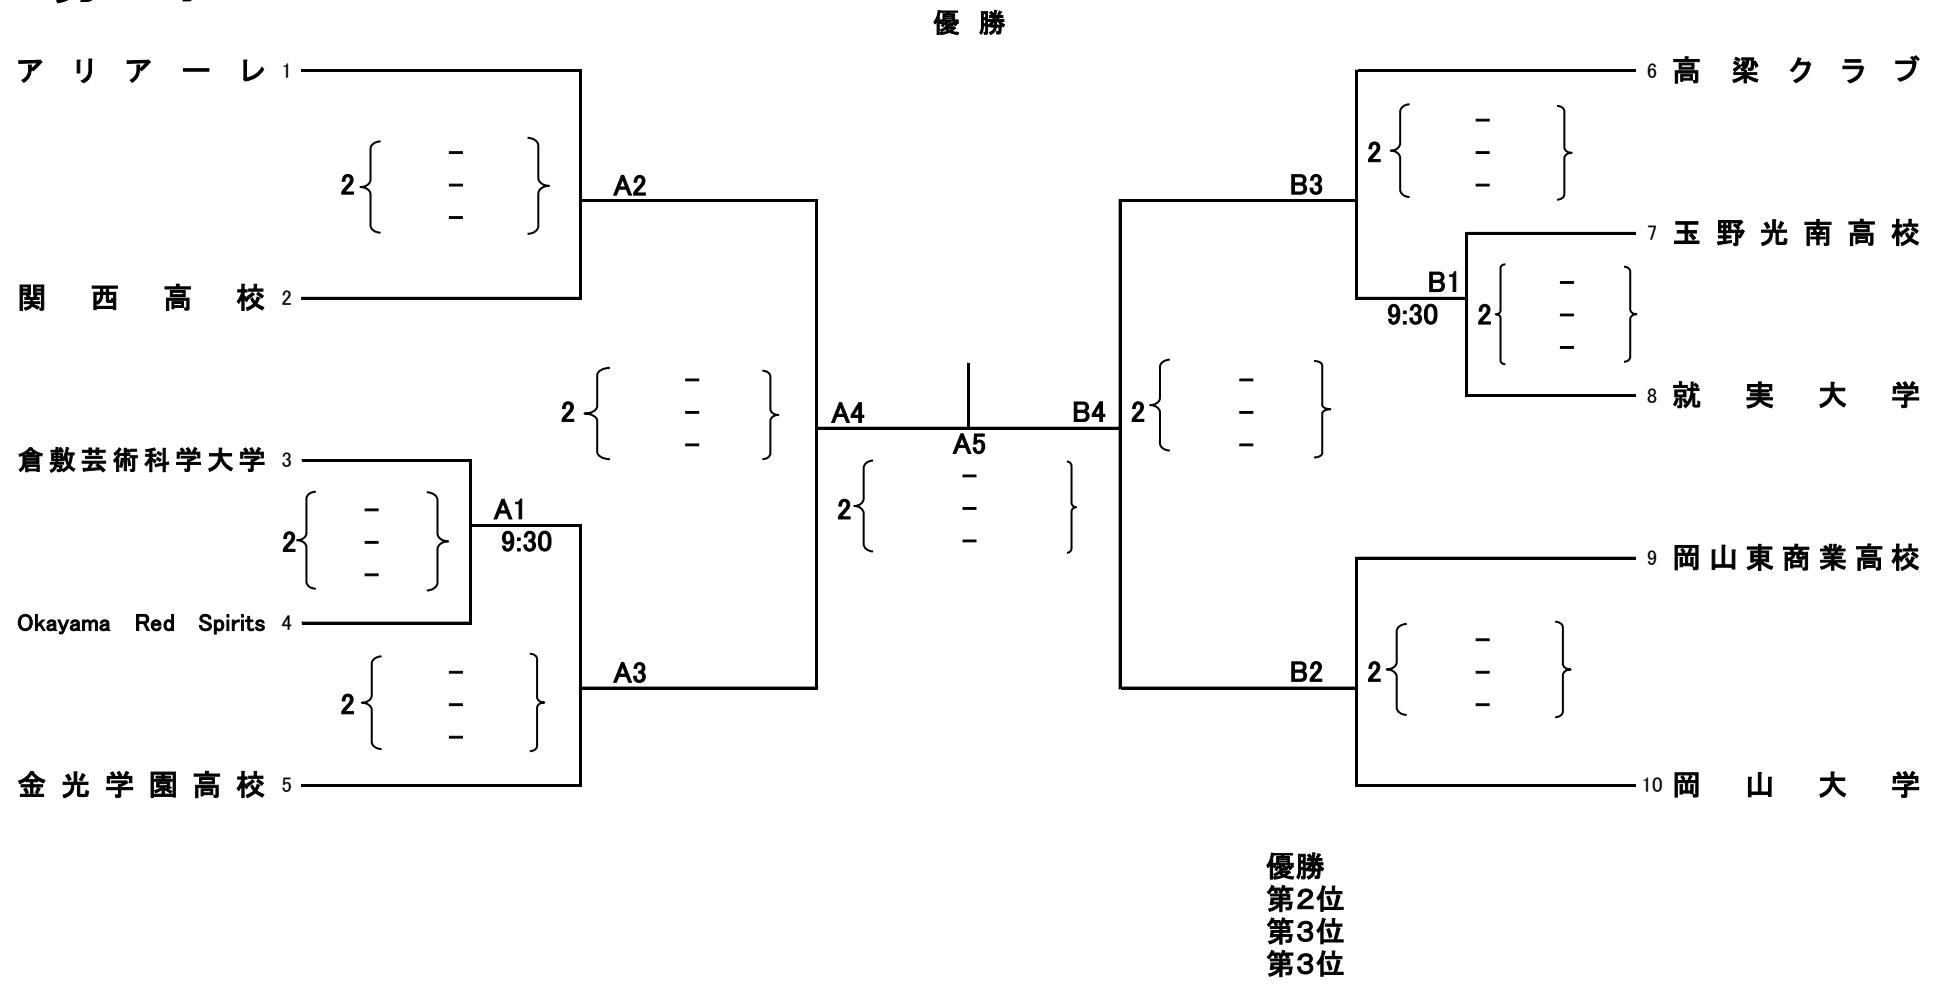 優勝
アリアーレ 1
6 高梁クラブ
–
–
2 –
2 –
–
–
A2
B3
7 玉野光南高校
B1
–
関西高校 2
9:30
2 –
–
–
–
2 –
–
A4
B4
2 –
–
8 就実大学
A5
倉敷芸術科学大学 3
–
–
A1
2 –
2 –
9:30
–
–
9 岡山東商業高校
Okayama Red Spirits 4
–
–
A3
B2
2 –
2 –
–
–
金光学園高校 5
10 岡山大学
優勝
第2位
第3位
第3位